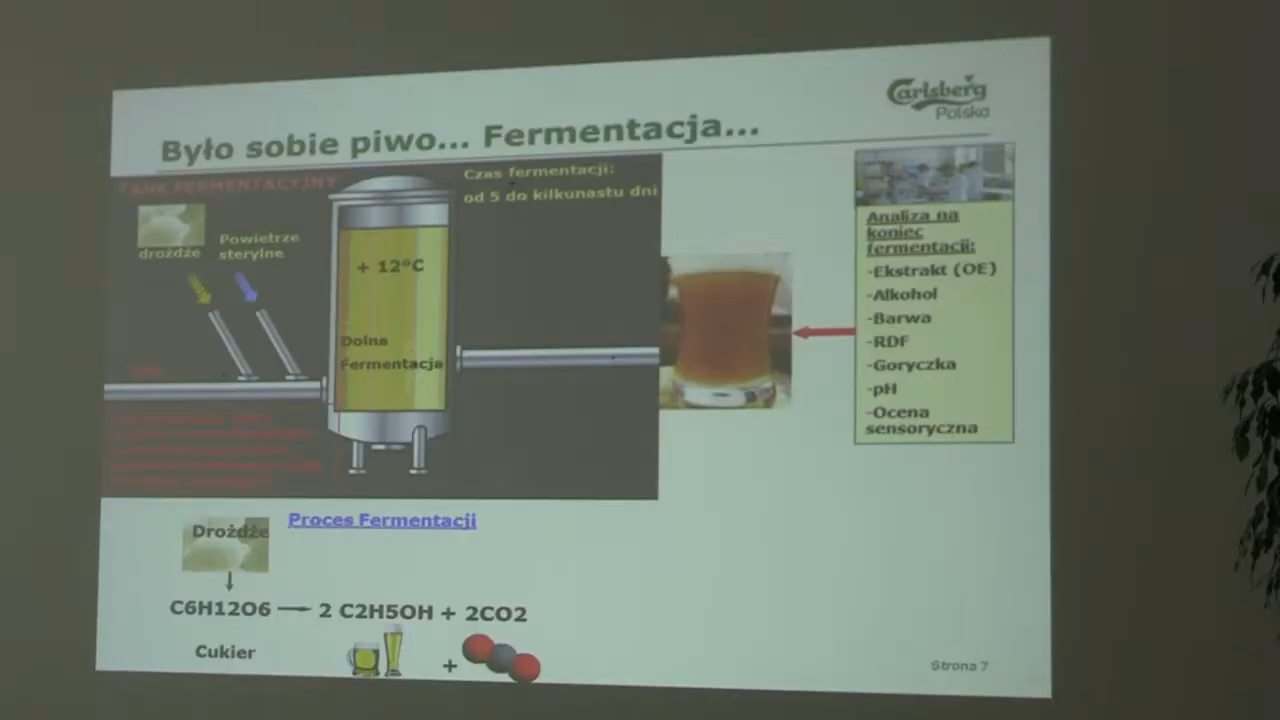 Carlsberg
Polska
Było sobie piwo... Fermentacja...
TANK FERMENTACYJNY
Czas fermentacji:
od 5 do kilkunastu dni
drożdże
Powietrze
sterylne
+ 12°C
Dolna
Fermentacja
Analiza na
koniec
fermentacji:
-Ekstrakt (OE)
-Alkohol
-Barwa
-RDF
-Goryczka
-pH
-Ocena
sensoryczna
Proces Fermentacji
Drożdże
C6H12O6 → 2 C2H5OH + 2CO2
Cukier
+
Strona 7